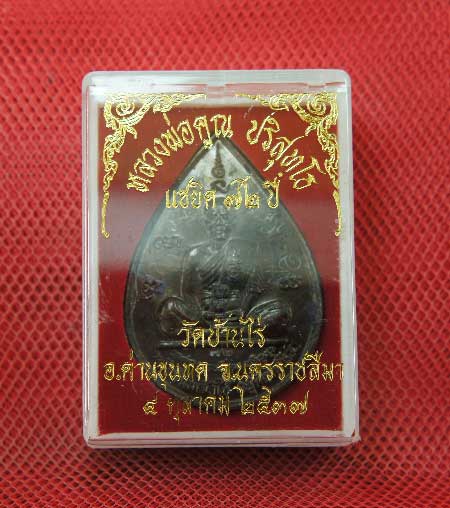 หลวงพ่อคูณ ปริสุทฺโธ
แซยิด ๗๒ ปี
วัดบ้านไร่
อ.ด่านขุนทด จ.นครราชสีมา
๔ ตุลาคม ๒๕๓๗